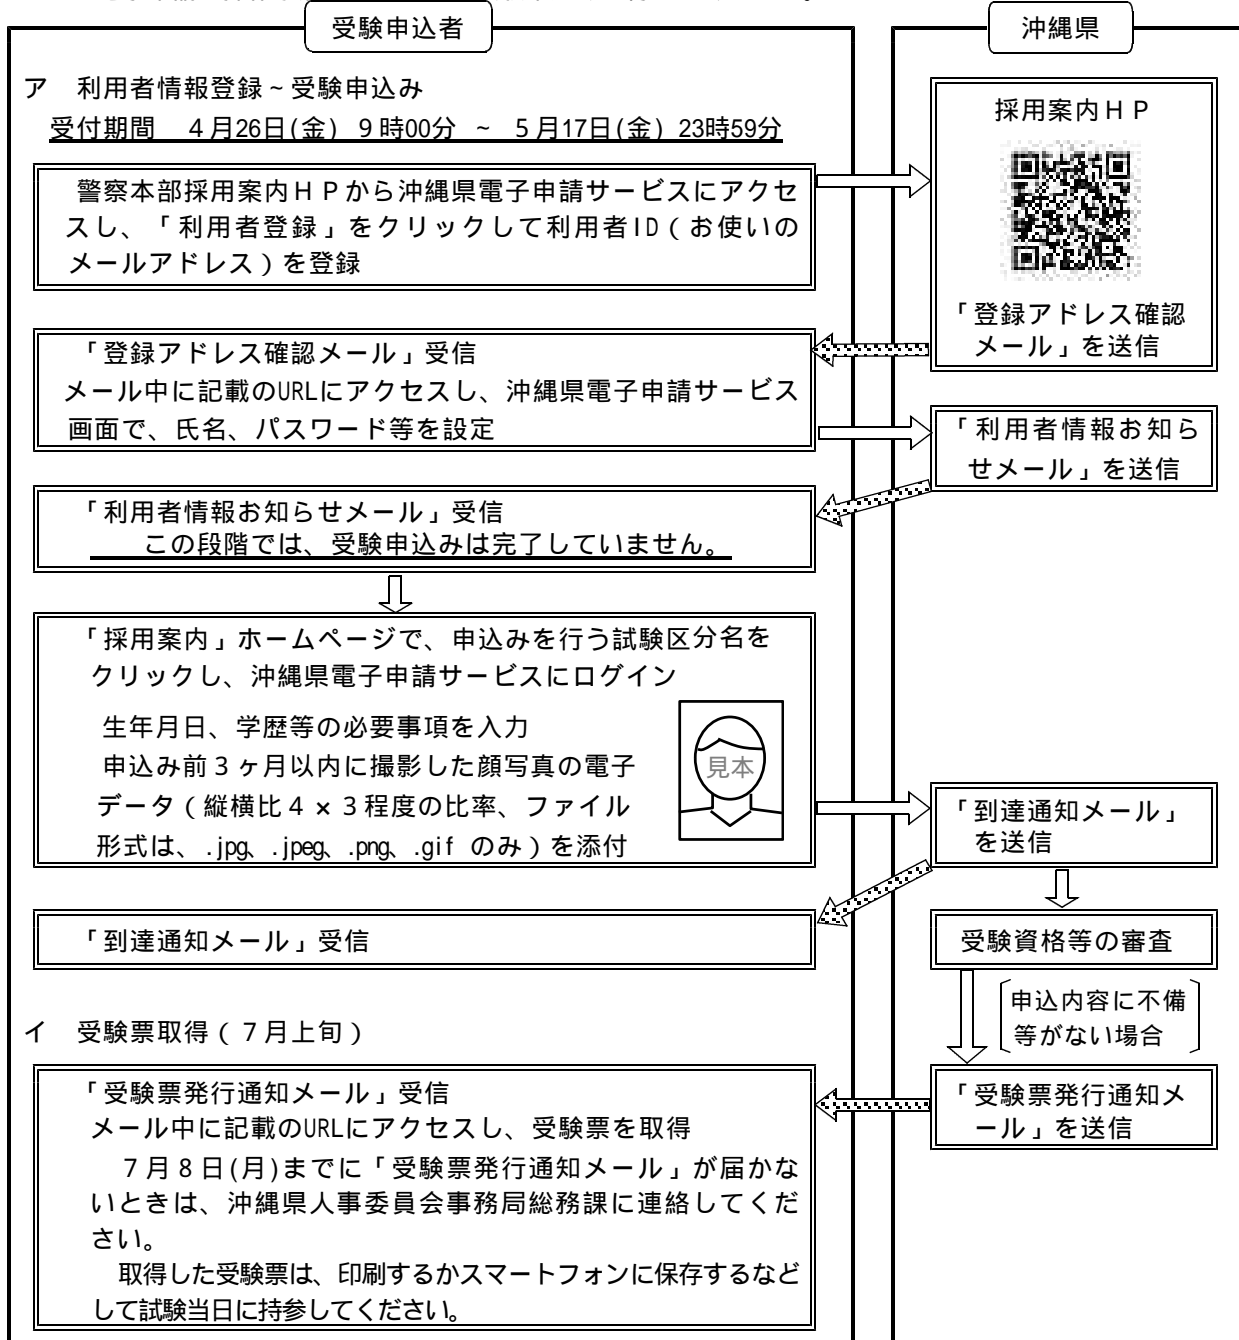 受験申込者
沖縄県
ア　利用者情報登録~受験申込み
受付期間　４月26日(金) ９時00分 ~ ５月17日(金) 23時59分
警察本部採用案内ＨＰから沖縄県電子申請サービスにアクセ
スし、「利用者登録」をクリックして利用者ID（お使いの
メールアドレス）を登録
採用案内ＨＰ
「登録アドレス確認
メール」を送信
「登録アドレス確認メール」受信
メール中に記載のURLにアクセスし、沖縄県電子申請サービス
画面で、氏名、パスワード等を設定
「利用者情報お知ら
せメール」を送信
「利用者情報お知らせメール」受信
この段階では、受験申込みは完了していません。
「採用案内」ホームページで、申込みを行う試験区分名を
クリックし、沖縄県電子申請サービスにログイン
生年月日、学歴等の必要事項を入力
申込み前３ヶ月以内に撮影した顔写真の電子
データ（縦横比４×３程度の比率、ファイル
形式は、.jpg、.jpeg、.png、.gif のみ）を添付
見本
「到達通知メール」
を送信
「到達通知メール」受信
受験資格等の審査
申込内容に不備
等がない場合
イ　受験票取得（７月上旬）
「受験票発行通知メール」受信
メール中に記載のURLにアクセスし、受験票を取得
７月８日(月)までに「受験票発行通知メール」が届かな
いときは、沖縄県人事委員会事務局総務課に連絡してくだ
さい。
取得した受験票は、印刷するかスマートフォンに保存するなど
して試験当日に持参してください。
「受験票発行通知メ
ール」を送信